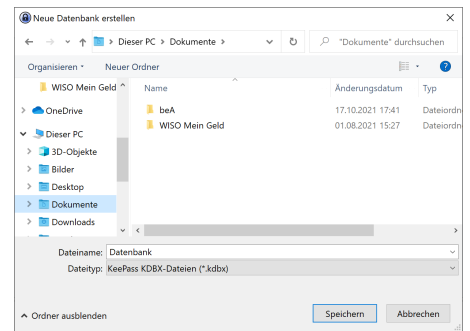 Neue Datenbank erstellen
Dieser PC > Dokumente >
"Dokumente" durchsuchen
Organisieren
Neuer Ordner
Name
Änderungsdatum
Typ
WISO Mein Geld
OneDrive
Dieser PC
3D-Objekte
Bilder
Desktop
Dokumente
Downloads
beA
17.10.2021 17:41
Dateiordn
WISO Mein Geld
01.08.2021 15:27
Dateiordn
Dateiname: Datenbank
Dateityp: KeePass KDBX-Dateien (*.kdbx)
Ordner ausblenden
Speichern
Abbrechen